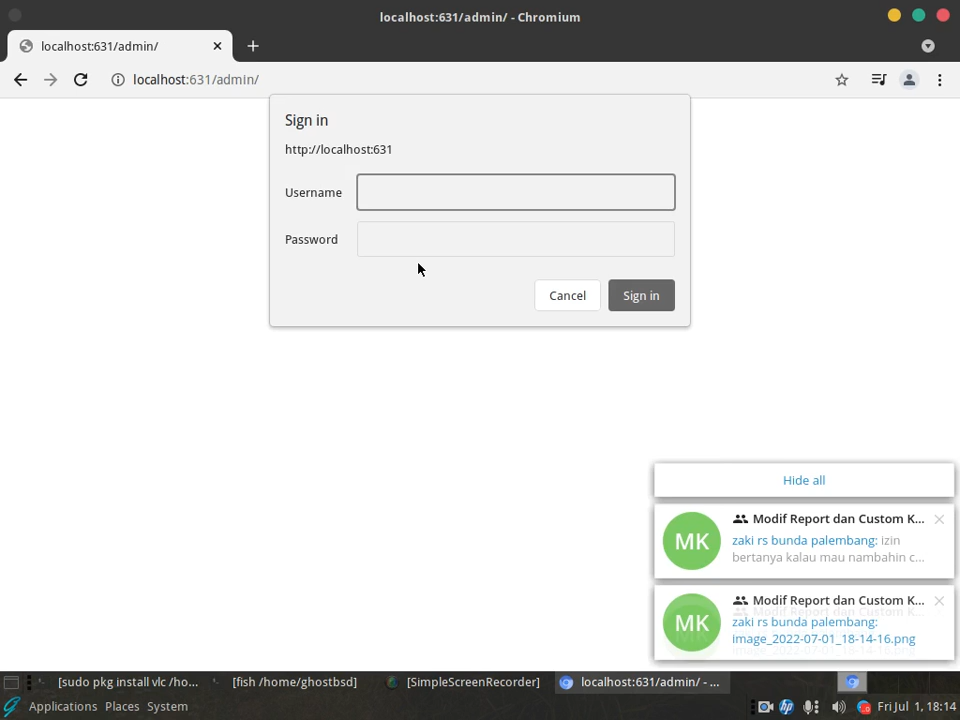 localhost:631/admin/ - Chromium
localhost:631/admin/
localhost:631/admin/
Sign in
http://localhost:631
Username
Password
Cancel
Sign in
Hide all
MK
Modif Report dan Custom K...
zaki rs bunda palembang: izin
bertanya kalau mau nambahin c...
MK
Modif Report dan Custom K...
zaki rs bunda palembang:
image_2022-07-01_18-14-16.png
[sudo pkg install vlc /ho...
[fish /home/ghostbsd]
[SimpleScreenRecorder]
localhost:631/admin/ - ...
Applications Places System
hp
Fri Jul 1, 18:14